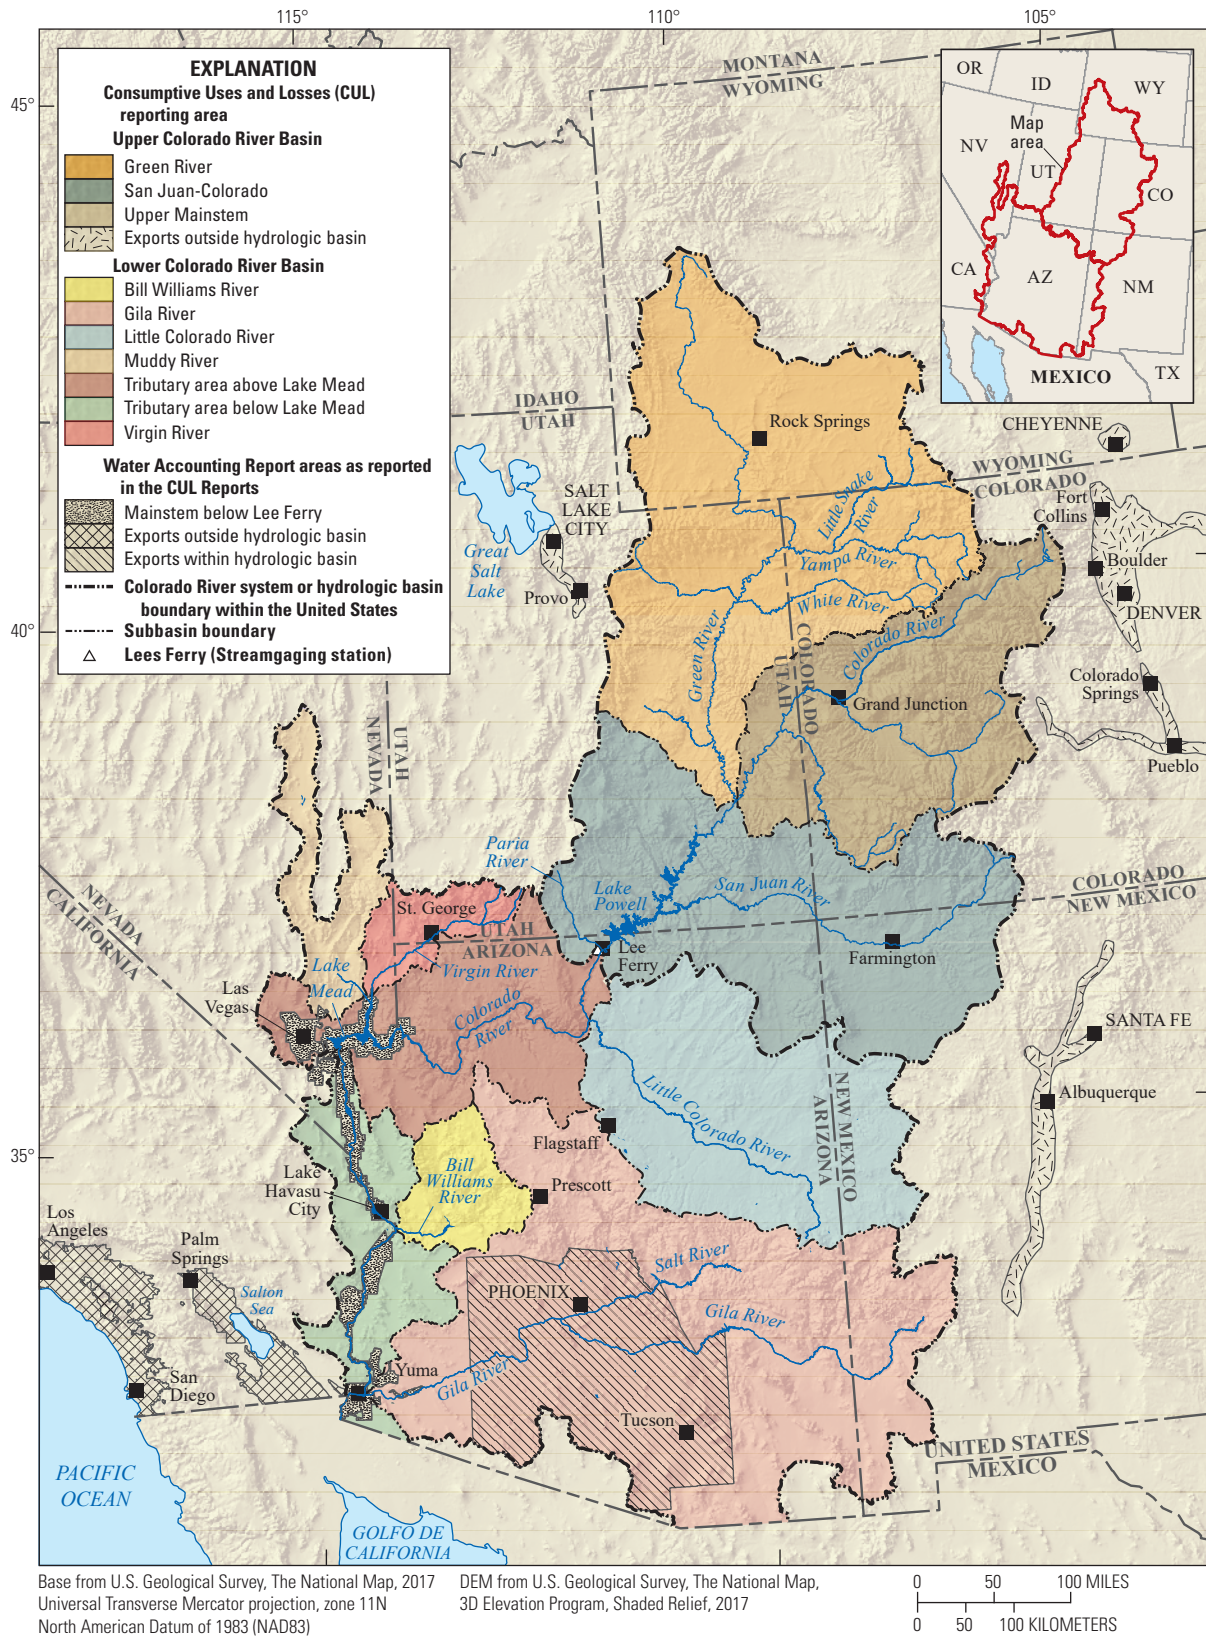 115°
110°
105°
45°
40°
35°
EXPLANATION
Consumptive Uses and Losses (CUL)
reporting area
Upper Colorado River Basin
Green River
San Juan-Colorado
Upper Mainstem
Exports outside hydrologic basin
Lower Colorado River Basin
Bill Williams River
Gila River
Little Colorado River
Muddy River
Tributary area above Lake Mead
Tributary area below Lake Mead
Virgin River
Water Accounting Report areas as reported
in the CUL Reports
Mainstem below Lee Ferry
Exports outside hydrologic basin
Exports within hydrologic basin
Colorado River system or hydrologic basin
boundary within the United States
Subbasin boundary
Lees Ferry (Streamgaging station)
OR
ID
WY
Map
area
NV
UT
CO
CA
AZ
NM
MEXICO
TX
MONTANA
WYOMING
IDAHO
UTAH
Rock Springs
CHEYENNE
WYOMING
COLORADO
SALT
LAKE
CITY
Great
Salt
Lake
Provo
Little Snake
River
Yampa River
White River
Green River
Colorado River
COLORADO
UTAH
Fort
Collins
Boulder
DENVER
Colorado
Springs
Pueblo
Grand Junction
NEVADA
UTAH
NEVADA
CALIFORNIA
Paria
River
Lake
Powell
San Juan River
COLORADO
NEW MEXICO
St. George
UTAH
ARIZONA
Lee
Ferry
Farmington
Virgin River
Lake
Mead
Las
Vegas
Colorado
River
SANTA FE
Albuquerque
Little Colorado River
NEW MEXICO
ARIZONA
Flagstaff
Bill
Williams
River
Prescott
Lake
Havasu
City
Los
Angeles
Palm
Springs
Salton
Sea
Salt River
PHOENIX
Gila River
Gila River
San
Diego
Yuma
Tucson
UNITED STATES
MEXICO
PACIFIC
OCEAN
GOLFO DE
CALIFORNIA
Base from U.S. Geological Survey, The National Map, 2017
Universal Transverse Mercator projection, zone 11N
North American Datum of 1983 (NAD83)
DEM from U.S. Geological Survey, The National Map,
3D Elevation Program, Shaded Relief, 2017
0 50 100 MILES
0 50 100 KILOMETERS